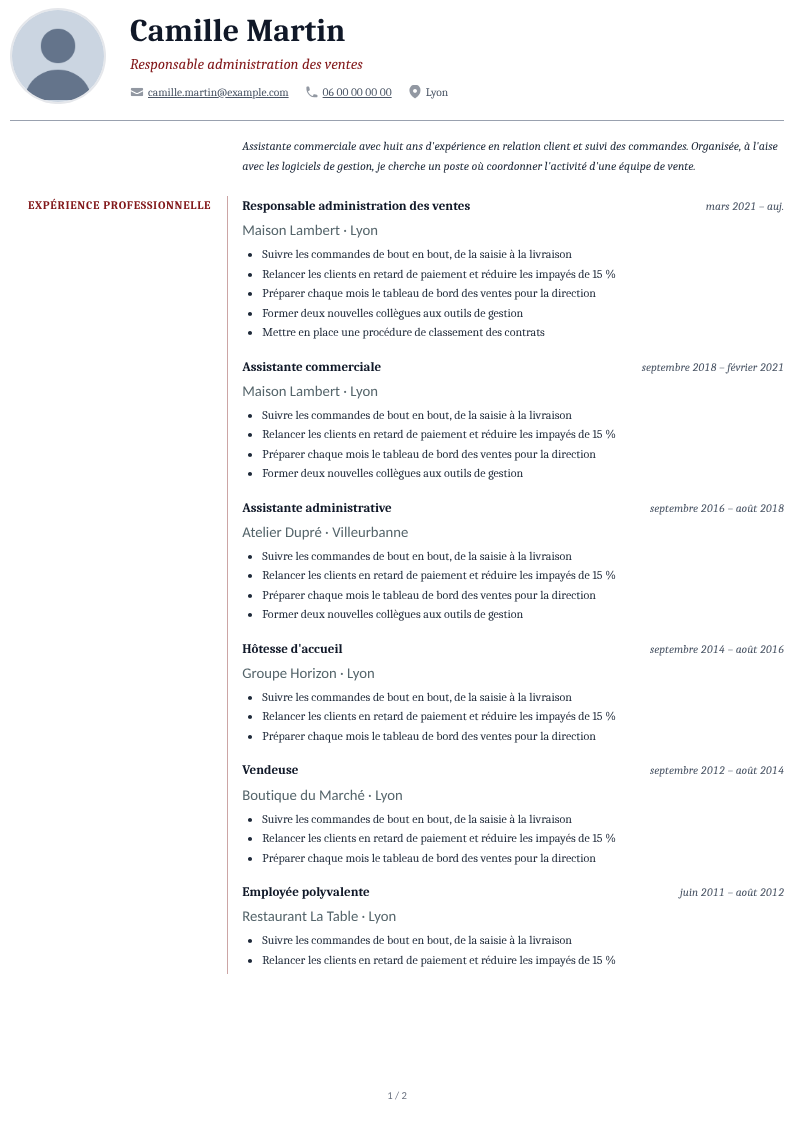 Camille Martin
Responsable administration des ventes
camille.martin@example.com 06 00 00 00 00 Lyon
Assistante commerciale avec huit ans d'expérience en relation client et suivi des commandes. Organisée, à l'aise
avec les logiciels de gestion, je cherche un poste où coordonner l'activité d'une équipe de vente.
EXPÉRIENCE PROFESSIONNELLE
Responsable administration des ventes mars 2021 – auj.
Maison Lambert · Lyon
• Suivre les commandes de bout en bout, de la saisie à la livraison
• Relancer les clients en retard de paiement et réduire les impayés de 15 %
• Préparer chaque mois le tableau de bord des ventes pour la direction
• Former deux nouvelles collègues aux outils de gestion
• Mettre en place une procédure de classement des contrats
Assistante commerciale septembre 2018 – février 2021
Maison Lambert · Lyon
• Suivre les commandes de bout en bout, de la saisie à la livraison
• Relancer les clients en retard de paiement et réduire les impayés de 15 %
• Préparer chaque mois le tableau de bord des ventes pour la direction
• Former deux nouvelles collègues aux outils de gestion
Assistante administrative septembre 2016 – août 2018
Atelier Dupré · Villeurbanne
• Suivre les commandes de bout en bout, de la saisie à la livraison
• Relancer les clients en retard de paiement et réduire les impayés de 15 %
• Préparer chaque mois le tableau de bord des ventes pour la direction
• Former deux nouvelles collègues aux outils de gestion
Hôtesse d'accueil septembre 2014 – août 2016
Groupe Horizon · Lyon
• Suivre les commandes de bout en bout, de la saisie à la livraison
• Relancer les clients en retard de paiement et réduire les impayés de 15 %
• Préparer chaque mois le tableau de bord des ventes pour la direction
Vendeuse septembre 2012 – août 2014
Boutique du Marché · Lyon
• Suivre les commandes de bout en bout, de la saisie à la livraison
• Relancer les clients en retard de paiement et réduire les impayés de 15 %
• Préparer chaque mois le tableau de bord des ventes pour la direction
Employée polyvalente juin 2011 – août 2012
Restaurant La Table · Lyon
• Suivre les commandes de bout en bout, de la saisie à la livraison
• Relancer les clients en retard de paiement et réduire les impayés de 15 %
1 / 2